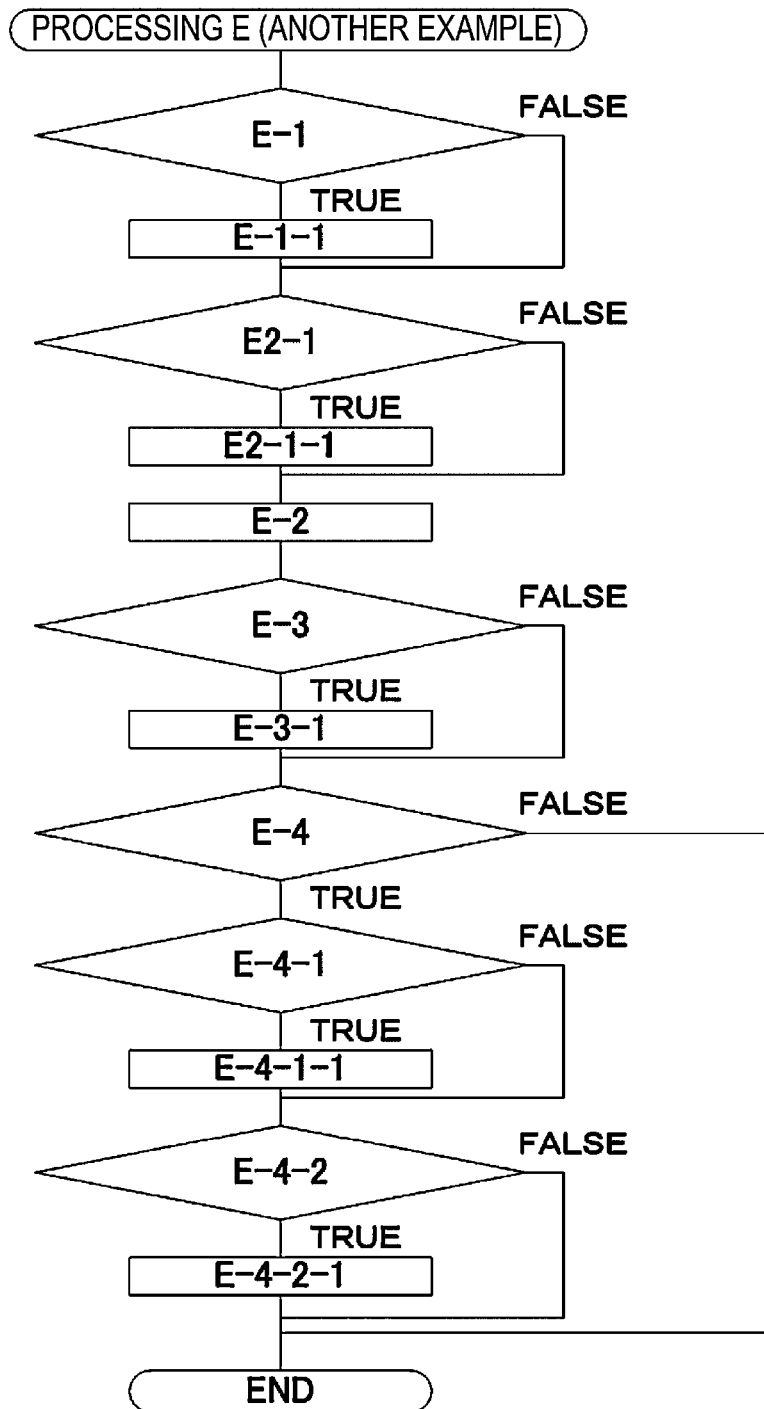 PROCESSING E (ANOTHER EXAMPLE)
FALSE
E-1
TRUE
E-1-1
FALSE
E2-1
TRUE
E2-1-1
E-2
FALSE
E-3
TRUE
E-3-1
FALSE
E-4
TRUE
FALSE
E-4-1
TRUE
E-4-1-1
FALSE
E-4-2
TRUE
E-4-2-1
END